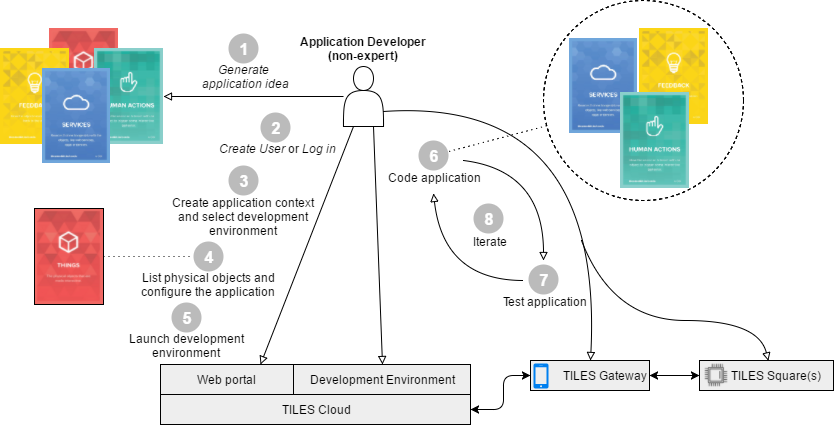 1
Generate
application idea
Application Developer
(non-expert)
FEEDBACK
HUMAN ACTIONS
SERVICES
SERVICES
FEEDBACK
HUMAN ACTIONS
2
Create User or Log in
3
Create application context
and select development
environment
4
List physical objects and
configure the application
THINGS
5
Launch development
environment
6
Code application
8
Iterate
7
Test application
Web portal
Development Environment
TILES Cloud
TILES Gateway
TILES Square(s)